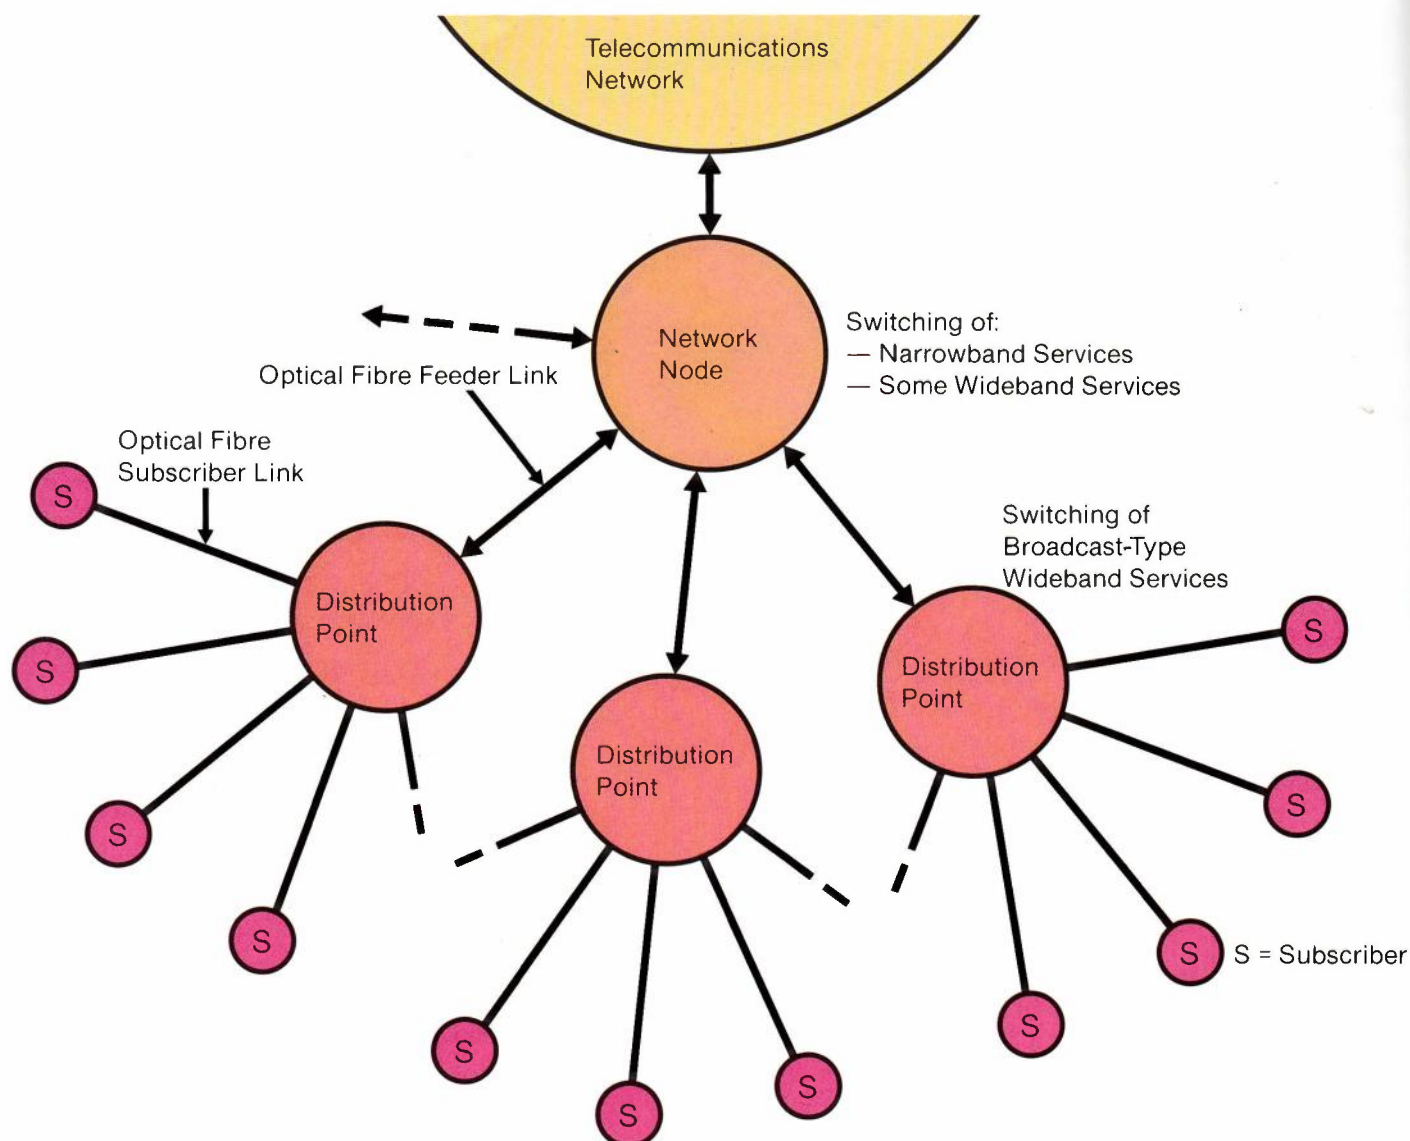 Telecommunications
Network
Network
Node
Switching of:
— Narrowband Services
— Some Wideband Services
Optical Fibre Feeder Link
Optical Fibre
Subscriber Link
S
S
S
S
Distribution
Point
Distribution
Point
S
S
S
Switching of
Broadcast-Type
Wideband Services
Distribution
Point
S
S
S
S
S = Subscriber